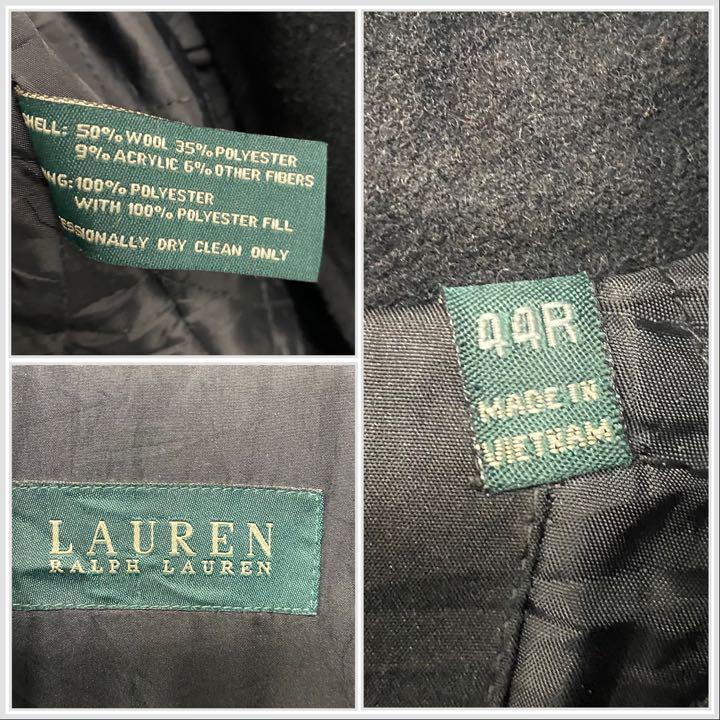 HELL: 50% WOOL 35% POLYESTER
9% ACRYLIC 6% OTHER FIBERS
NG: 100% POLYESTER
WITH 100% POLYESTER FILL
ESSIONALLY DRY CLEAN ONLY
44R
MADE IN
VIETNAM
LAUREN
RALPH LAUREN